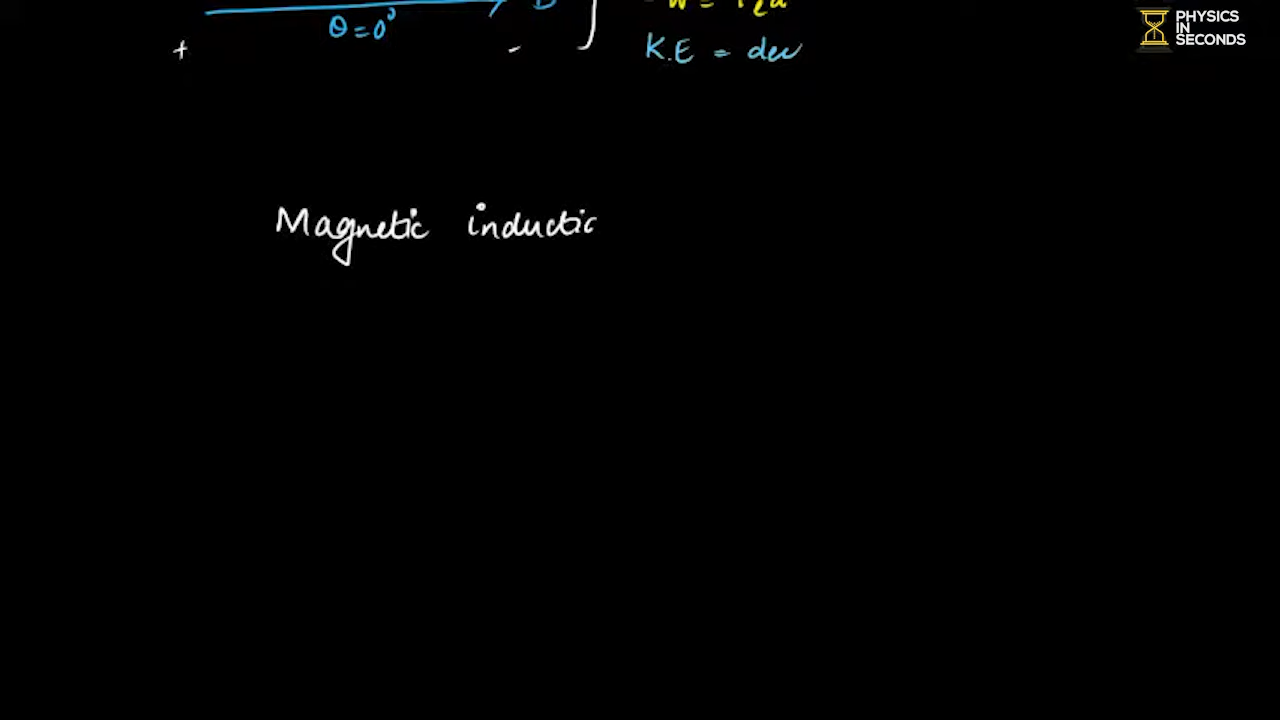 θ = 0°
+ -
K.E = dec
Magnetic inductio
PHYSICS
IN
SECONDS